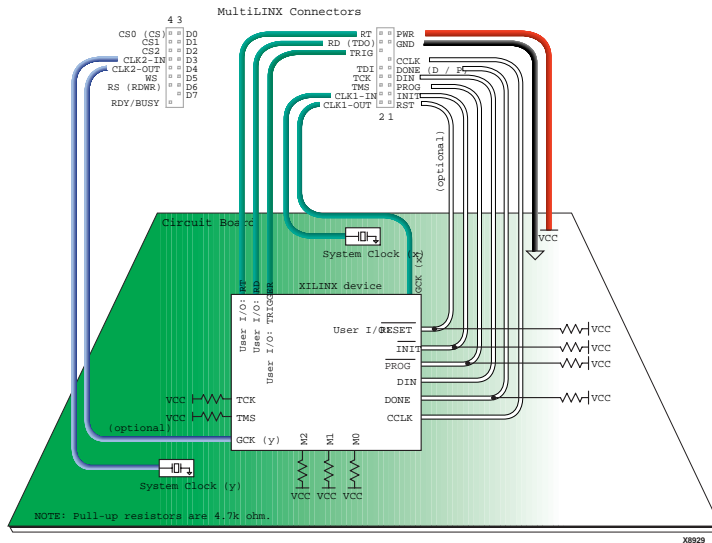 MultiLINX Connectors
4 3
CS0 (CS) D0
CS1 D1
CS2 D2
CLK2-IN D3
CLK2-OUT D4
WS D5
RS (RDWR) D6
D7
RDY/BUSY
RT PWR
RD (TDO) GND
TRIG
CCLK
TDI DONE (D / P)
TCK DIN
TMS PROG
CLK1-IN INIT
CLK1-OUT RST
2 1
(optional)
Circuit Board
VCC
System Clock (x)
GCK (x)
XILINX device
User I/O: RT
User I/O: RD
User I/O: TRIGGER
User I/O RESET
VCC
INIT
VCC
PROG
VCC
DIN
DONE
VCC
CCLK
VCC TCK
VCC TMS
(optional)
GCK (y)
M2
M1
M0
VCC VCC VCC
System Clock (y)
NOTE: Pull-up resistors are 4.7k ohm.
X8929